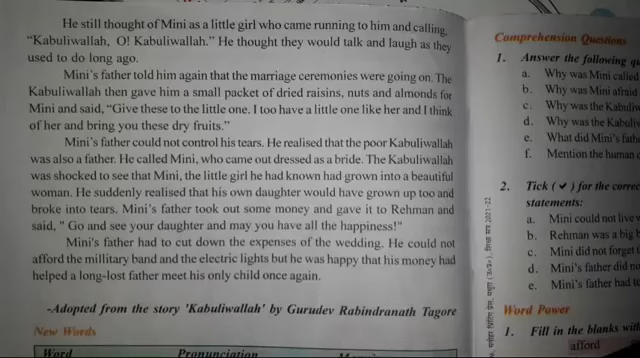 He still thought of Mini as a little girl who came running to him and calling,
"Kabuliwallah, O! Kabuliwallah." He thought they would talk and laugh as they
used to do long ago.
Mini's father told him again that the marriage ceremonies were going on. The
Kabuliwallah then gave him a small packet of dried raisins, nuts and almonds for
Mini and said, "Give these to the little one. I too have a little one like her and I think
of her and bring you these dry fruits."
Mini's father could not control his tears. He realised that the poor Kabuliwallah
was also a father. He called Mini, who came out dressed as a bride. The Kabuliwallah
was shocked to see that Mini, the little girl he had known had grown into a beautiful
woman. He suddenly realised that his own daughter would have grown up too and
broke into tears. Mini's father took out some money and gave it to Rehman and
said, " Go and see your daughter and may you have all the happiness!"
Mini's father had to cut down the expenses of the wedding. He could not
afford the millitary band and the electric lights but he was happy that his money had
helped a long-lost father meet his only child once again.
-Adopted from the story 'Kabuliwallah' by Gurudev Rabindranath Tagore
New Words
Word Pronunciation
Comprehension Questions
1. Answer the following
a. Why was Mini called
b. Why was Mini afraid
c. Why was the
d. Why was the
e. What did Mini's
f. Mention the human
2. Tick ( ✔ ) for the
statements:
a. Mini could not live
b. Rehman was a big
c. Mini did not forget
d. Mini's father did
e. Mini's father had
Word Power
1. Fill in the blanks
afford
2021-22